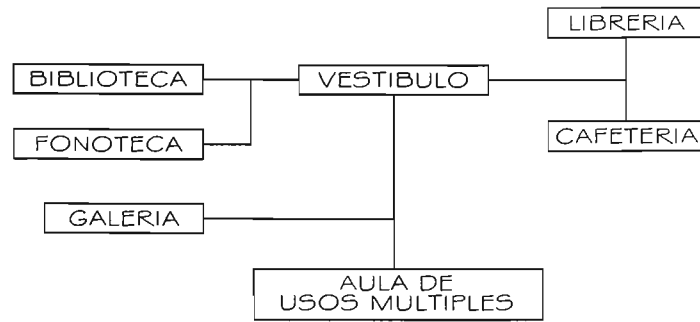 LIBRERIA
BIBLIOTECA
VESTIBULO
FONOTECA
CAFETERIA
GALERIA
AULA DE
USOS MULTIPLES